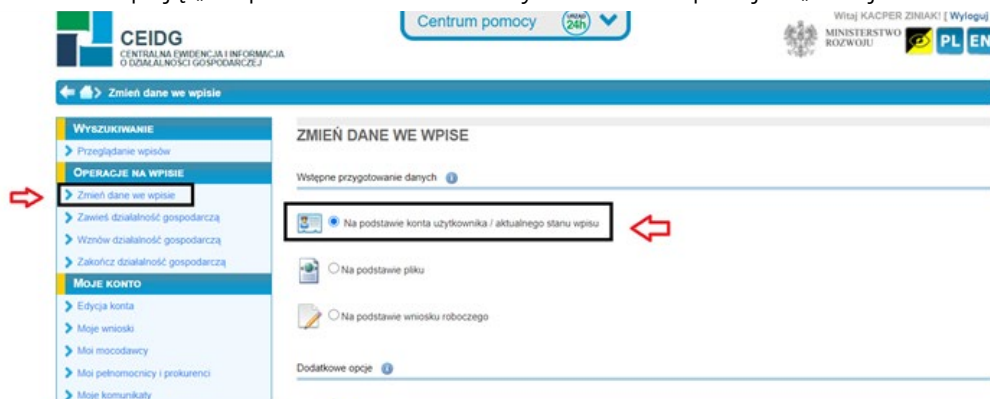 Centrum pomocy
URZĄD
24h
Witaj KACPER ZINIAK! [ Wyloguj
CEIDG
CENTRALNA EWIDENCJA I INFORMACJA
O DZIAŁALNOŚCI GOSPODARCZEJ
MINISTERSTWO
ROZWOJU
PL
EN
Zmień dane we wpisie
WYSZUKIWANIE
Przeglądanie wpisów
OPERACJE NA WPISIE
Zmień dane we wpisie
Zawieś działalność gospodarczą
Wznów działalność gospodarczą
Zakończ działalność gospodarczą
MOJE KONTO
Edycja konta
Moje wnioski
Moi mocodawcy
Moi pełnomocnicy i prokurenci
Moje komunikaty
ZMIEŃ DANE WE WPISE
Wstępne przygotowanie danych
Na podstawie konta użytkownika / aktualnego stanu wpisu
Na podstawie pliku
Na podstawie wniosku roboczego
Dodatkowe opcje